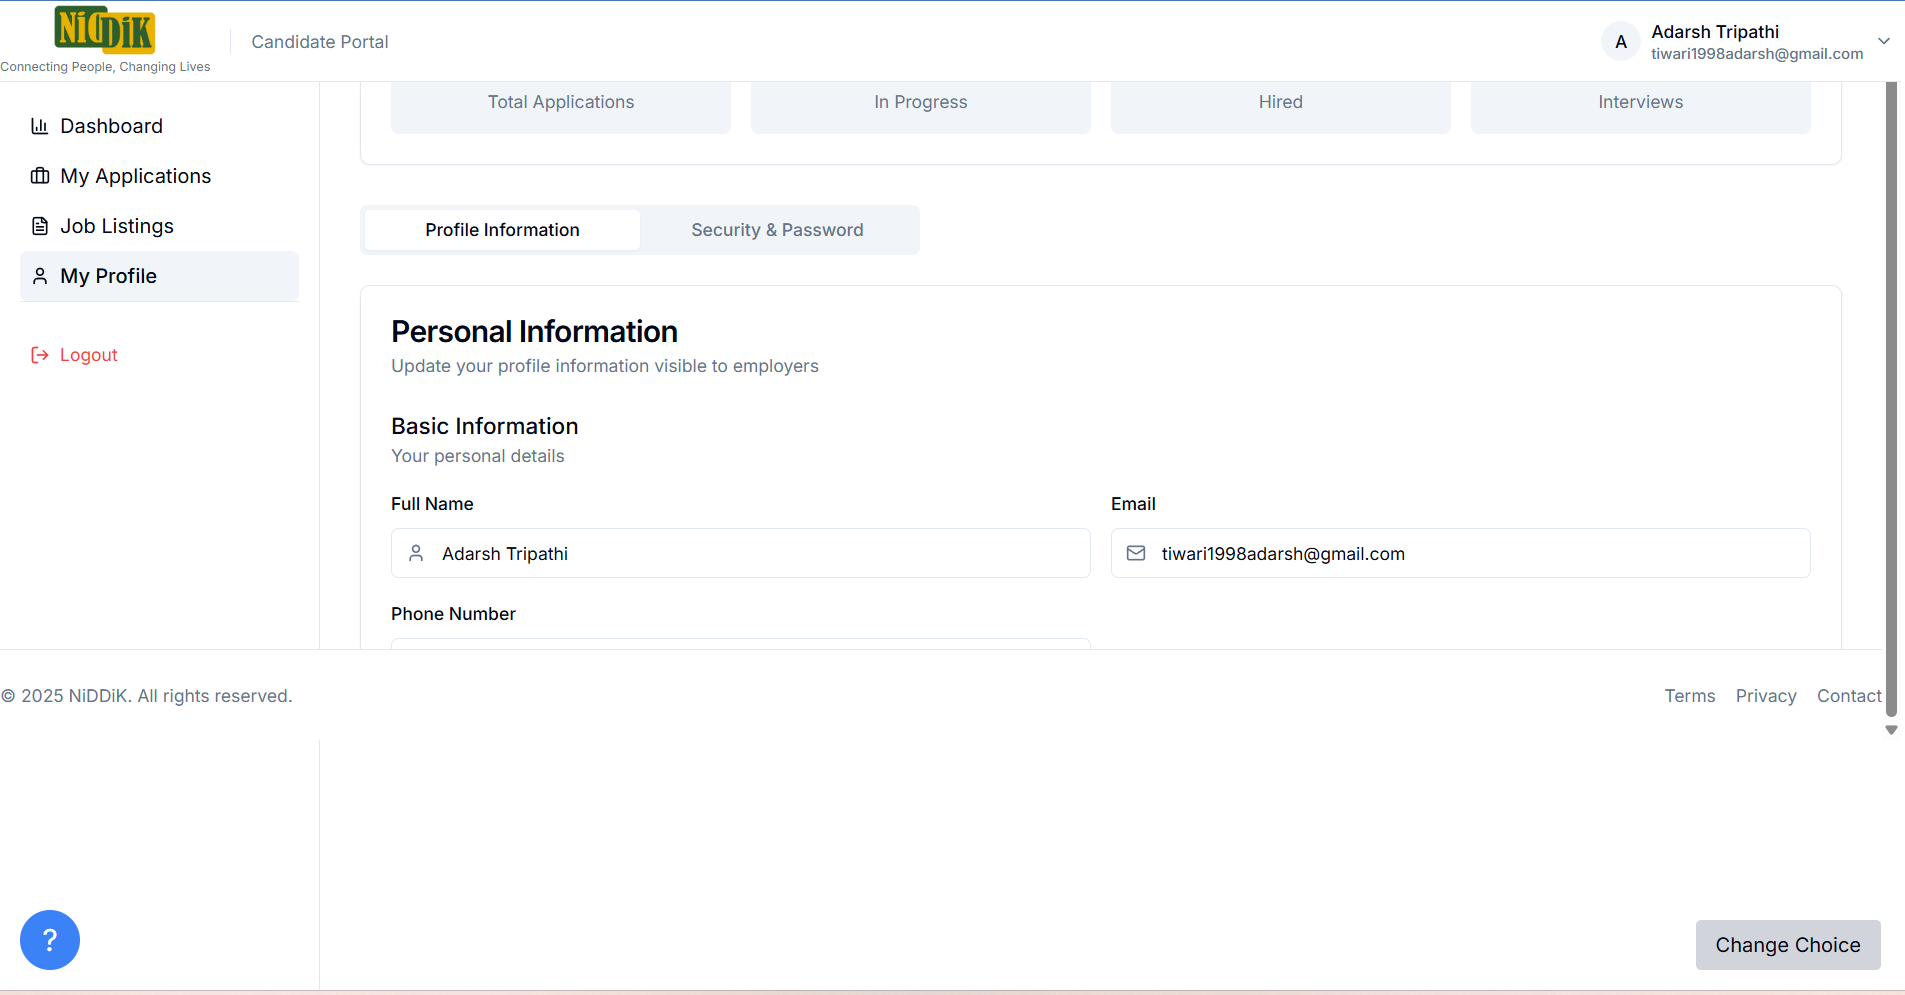 NiDDiK
Connecting People, Changing Lives
Candidate Portal
A
Adarsh Tripathi
tiwari1998adarsh@gmail.com
Dashboard
My Applications
Job Listings
My Profile
Logout
Total Applications
In Progress
Hired
Interviews
Profile Information
Security & Password
Personal Information
Update your profile information visible to employers
Basic Information
Your personal details
Full Name
Email
Adarsh Tripathi
tiwari1998adarsh@gmail.com
Phone Number
© 2025 NiDDiK. All rights reserved.
Terms
Privacy
Contact
?
Change Choice